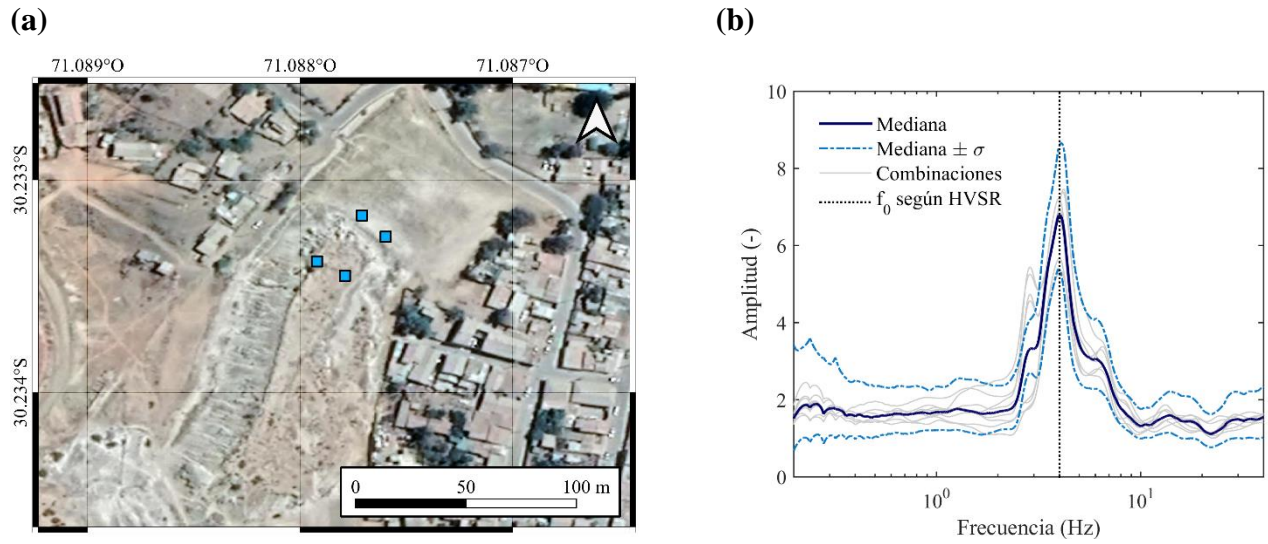 (a)
71.089°O 71.088°O 71.087°O
30.233°S
30.234°S
0 50 100 m
(b)
10
8
6
4
2
0
Amplitud (-)
Mediana
Mediana ± σ
Combinaciones
f0 según HVSR
10^0 10^1
Frecuencia (Hz)